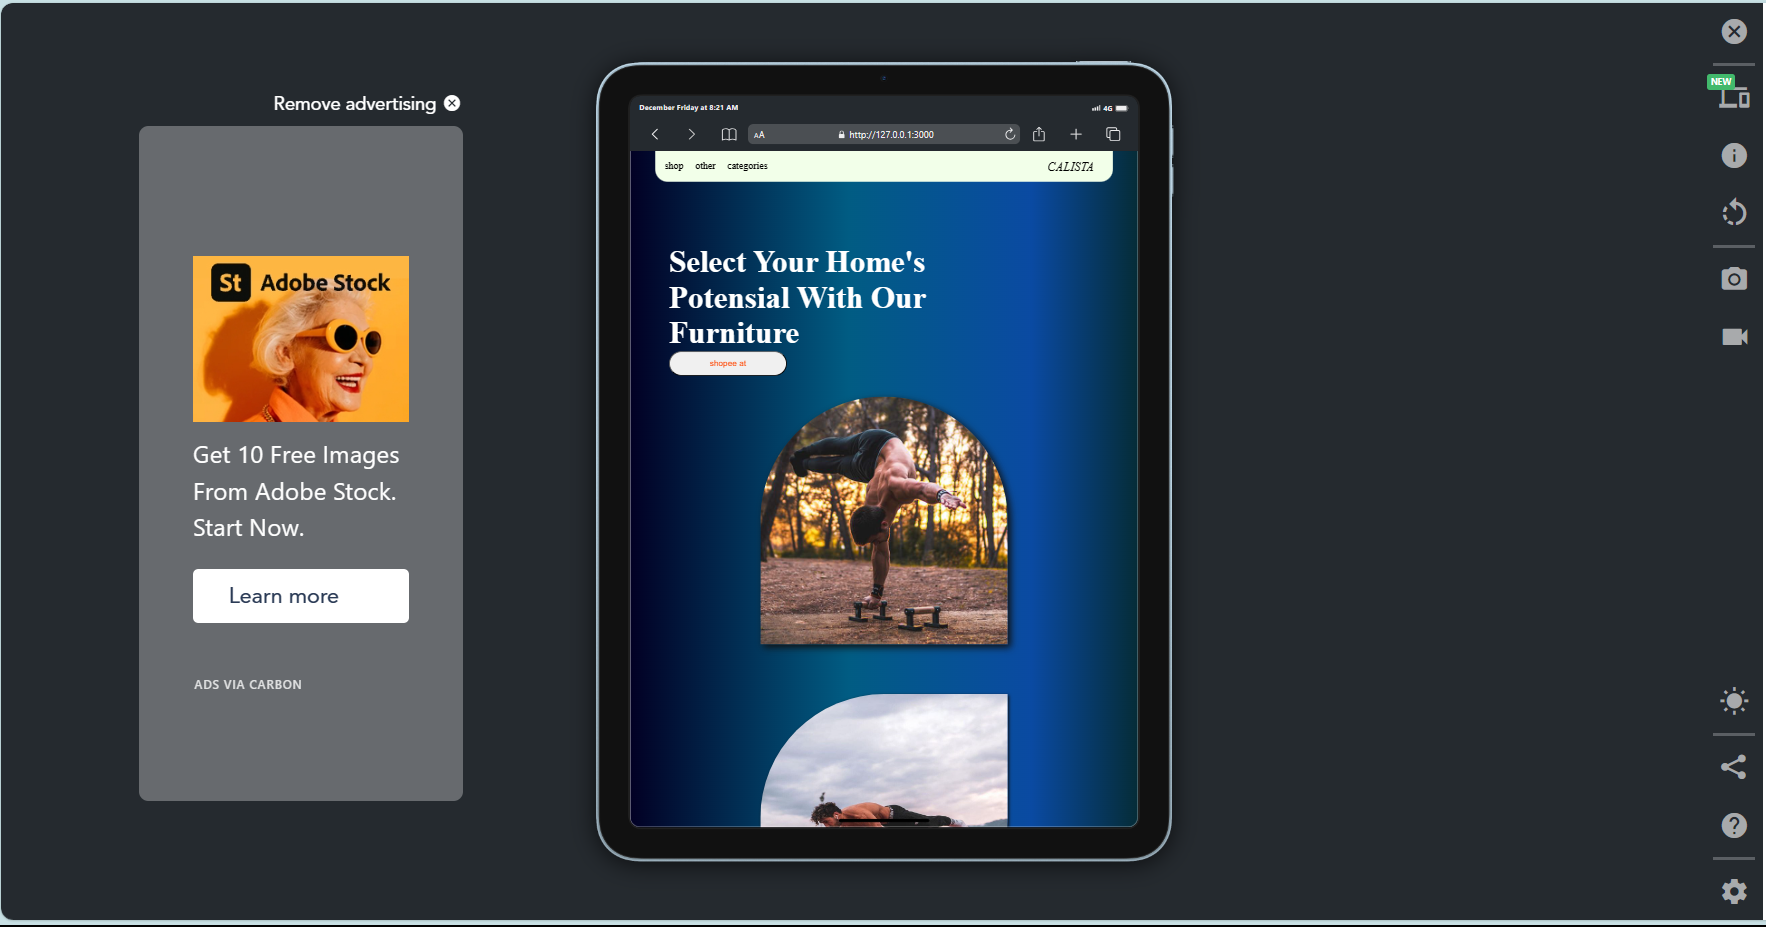 Remove advertising
St Adobe Stock
Get 10 Free Images
From Adobe Stock.
Start Now.
Learn more
ADS VIA CARBON
December Friday at 8:21 AM
4G
AA
http://127.0.0.1:3000
shop other categories
CALISTA
Select Your Home's
Potensial With Our
Furniture
shopee at
NEW